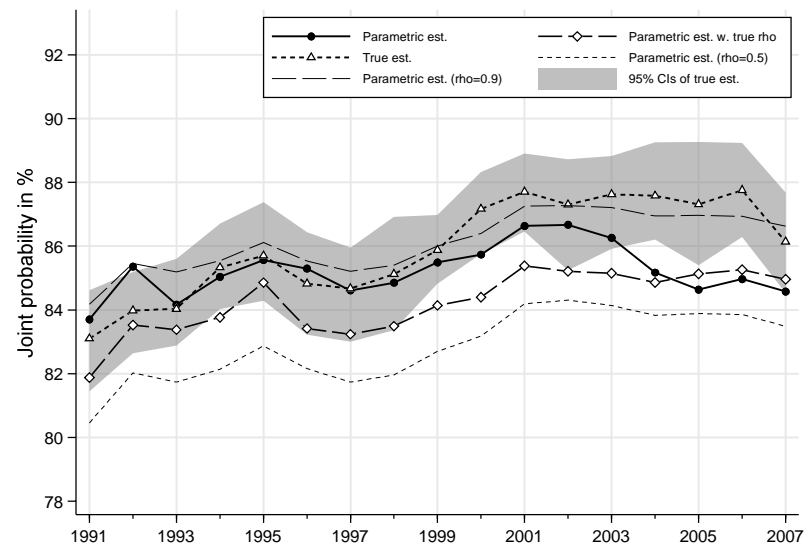 Parametric est.
Parametric est. w. true rho
True est.
Parametric est. (rho=0.5)
Parametric est. (rho=0.9)
95% CIs of true est.
Joint probability in %
92
90
88
86
84
82
80
78
1991 1993 1995 1997 1999 2001 2003 2005 2007